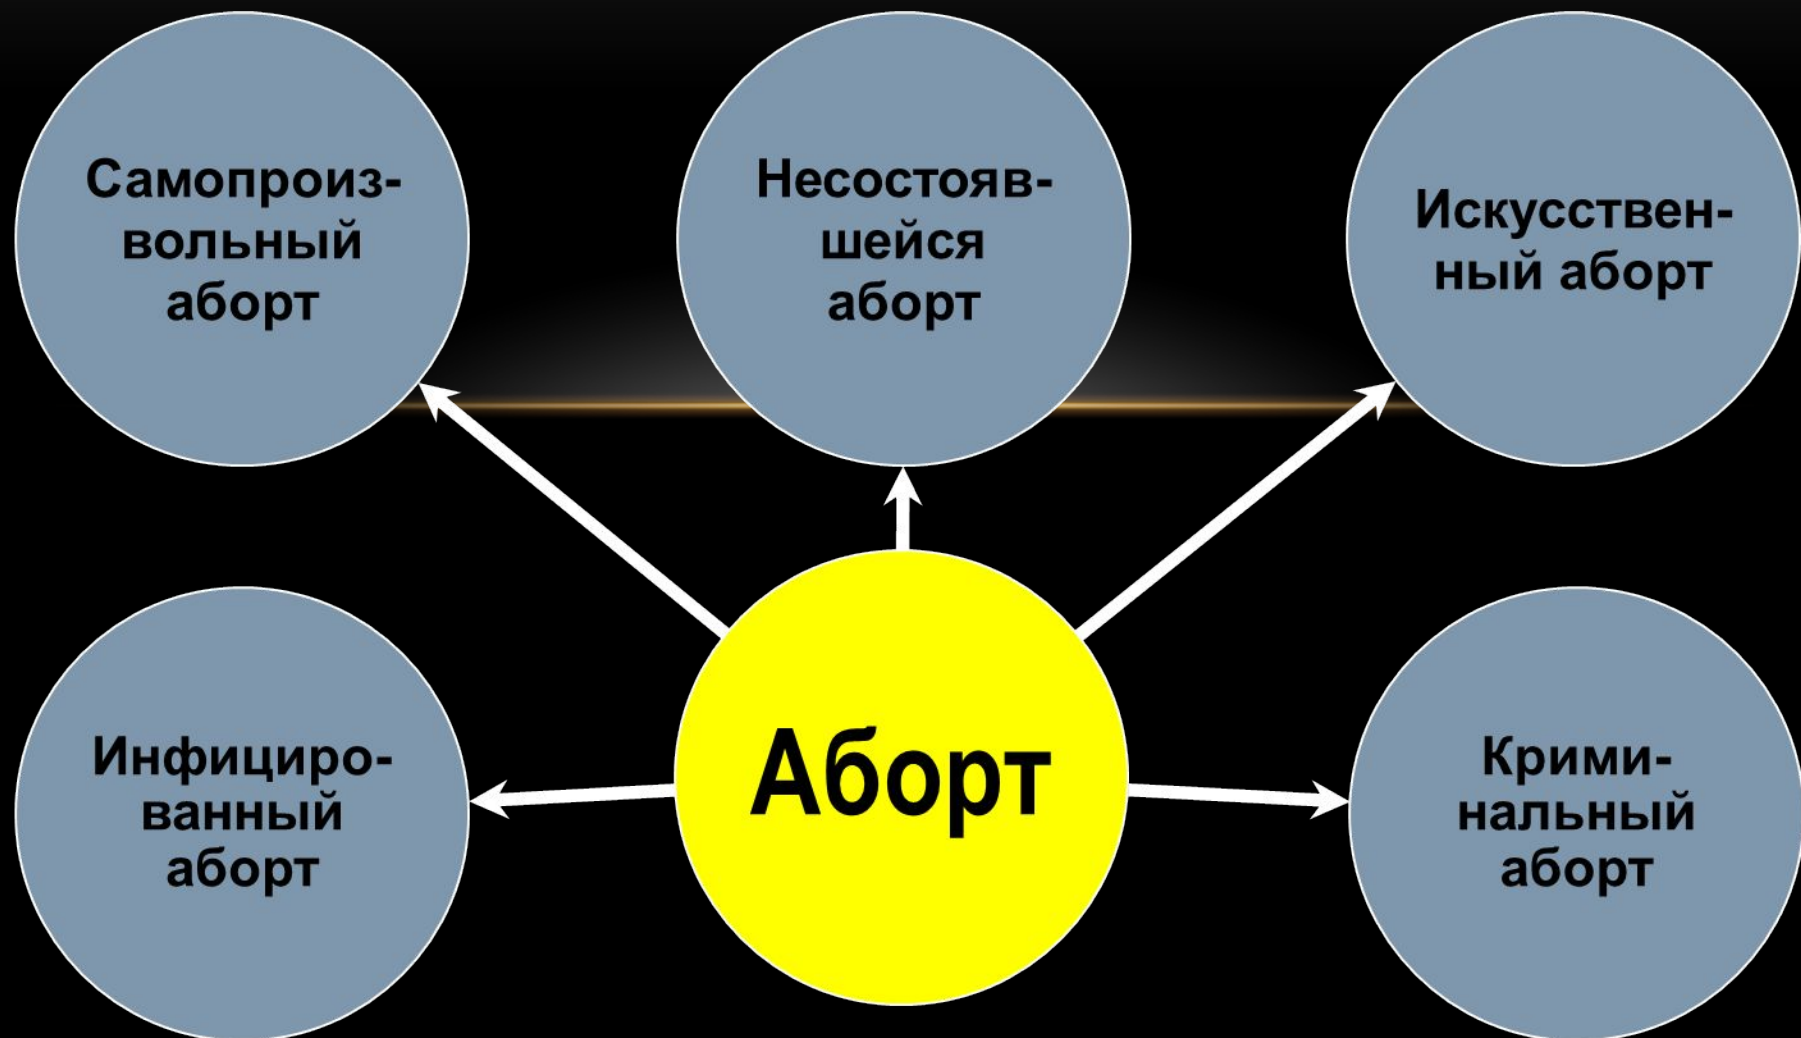 Самопроиз-
вольный
аборт
Несостояв-
шейся
аборт
Искусствен-
ный аборт
Инфициро-
ванный
аборт
Аборт
Крими-
нальный
аборт